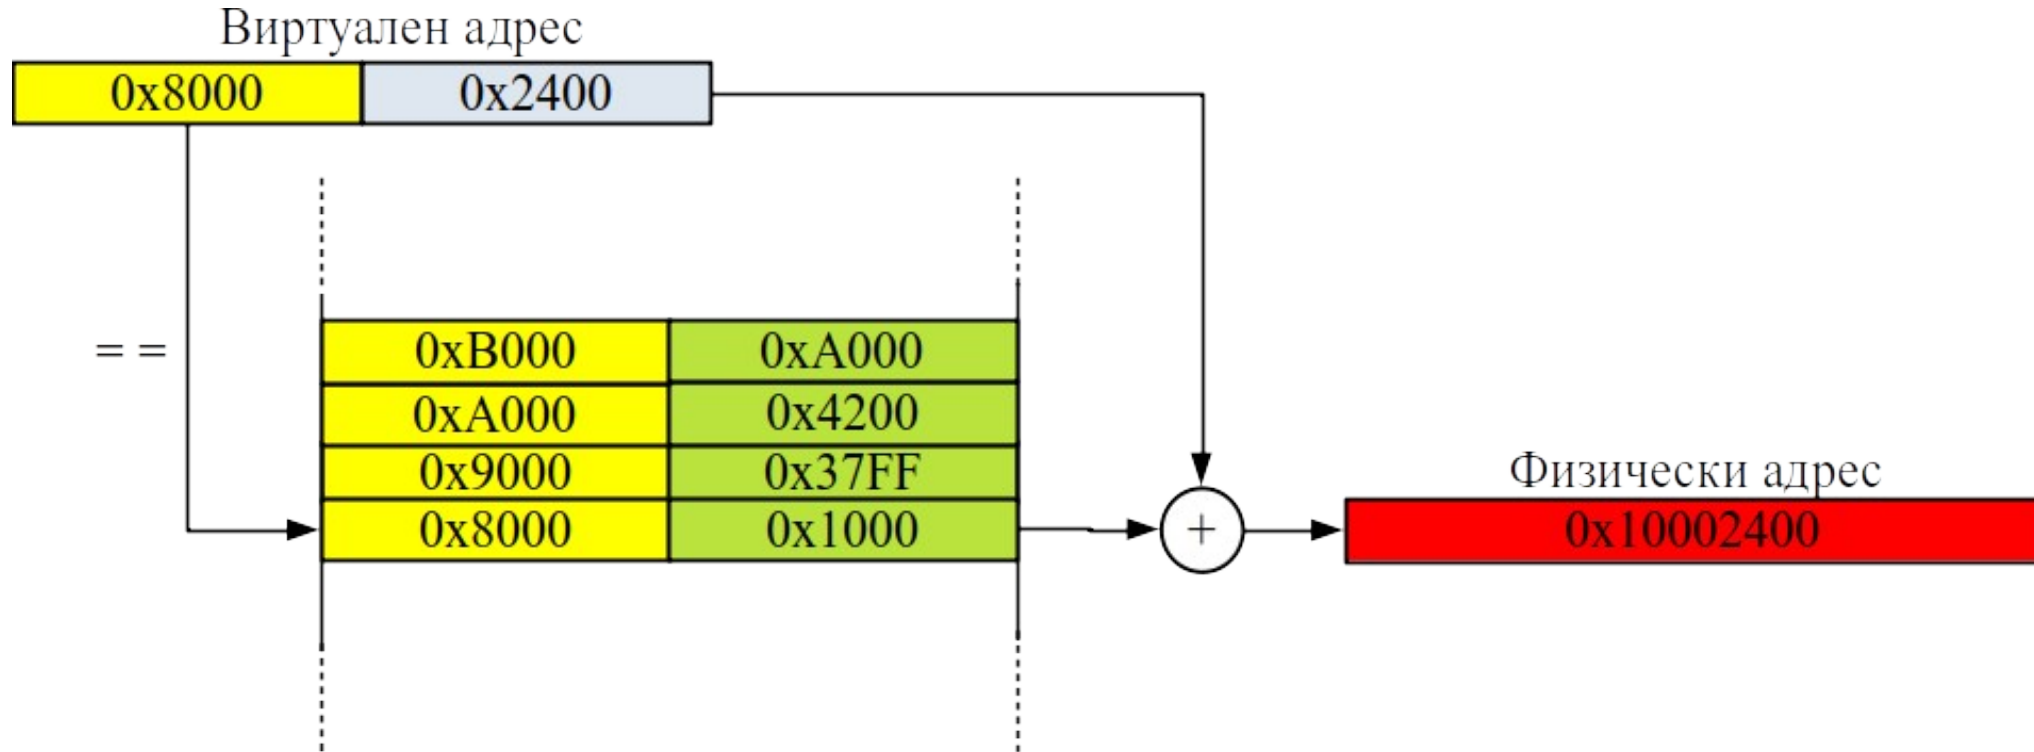 Виртуален адрес
0x8000 0x2400
= =
0xB000 0xA000
0xA000 0x4200
0x9000 0x37FF
0x8000 0x1000
+
Физически адрес
0x10002400